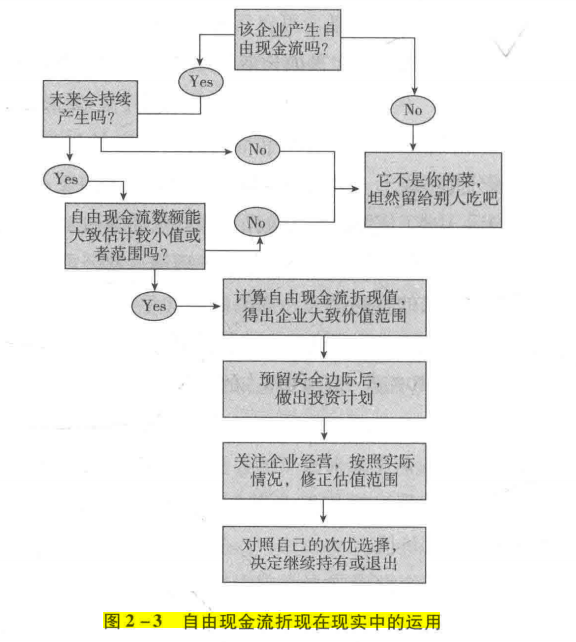 该企业产生自
由现金流吗？
Yes
No
未来会持续
产生吗？
No
Yes
它不是你的菜，
坦然留给别人吃吧
自由现金流数额能
大致估计较小值或
者范围吗？
No
Yes
计算自由现金流折现值，
得出企业大致价值范围
预留安全边际后，
做出投资计划
关注企业经营，按照实际
情况，修正估值范围
对照自己的次优选择，
决定继续持有或退出
图2-3 自由现金流折现在现实中的运用